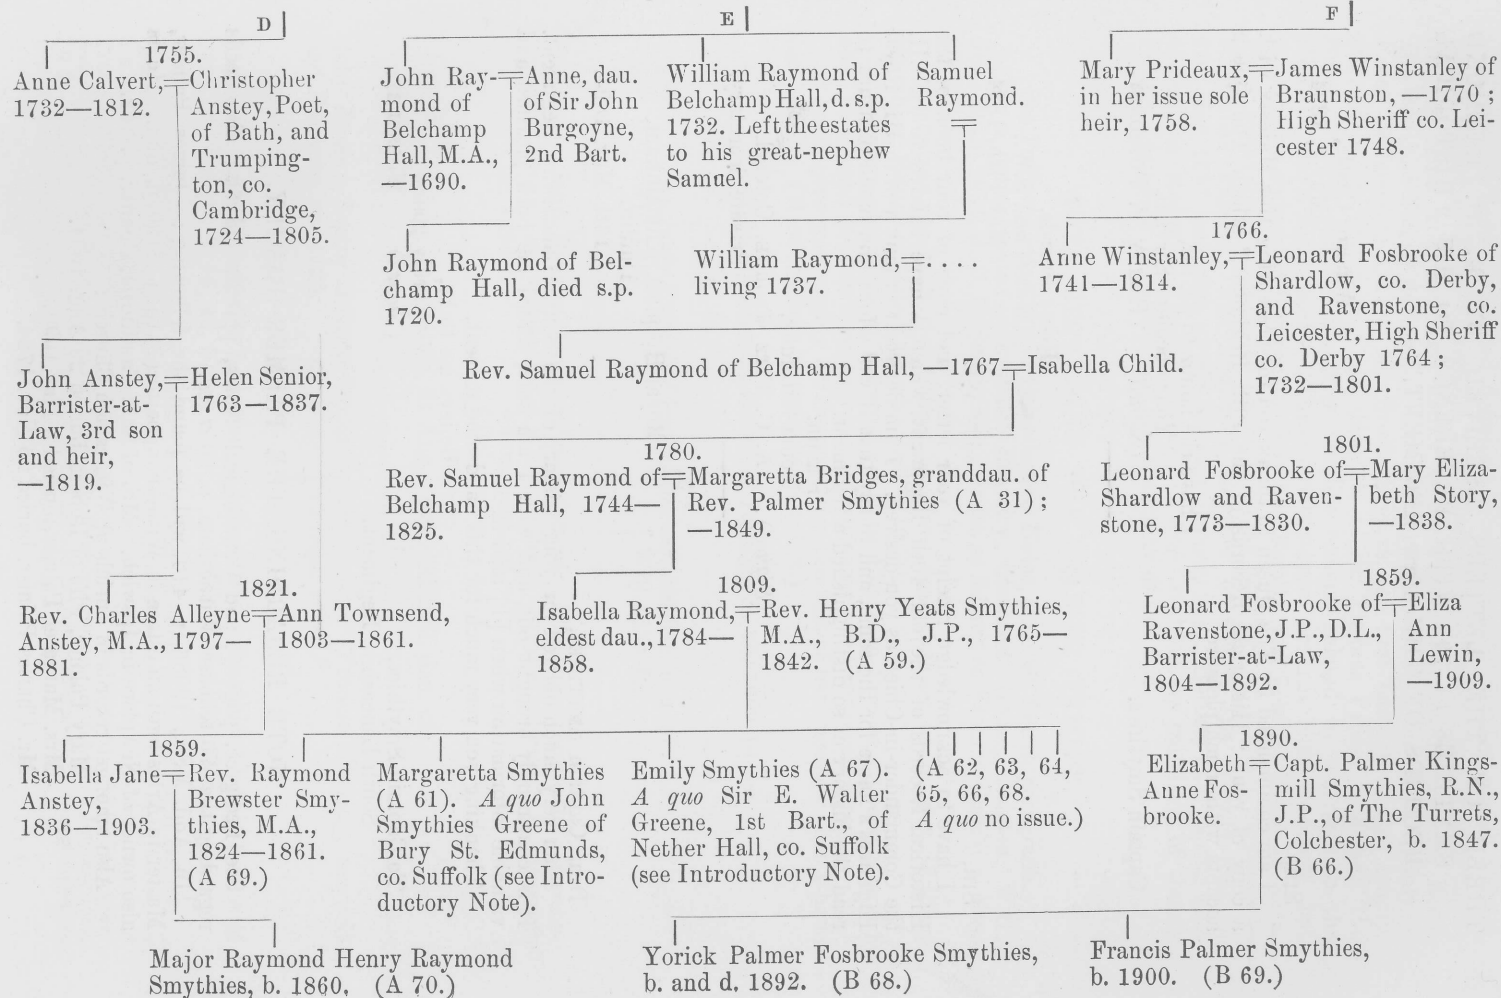 D
E
F
1755.
Anne Calvert,
1732—1812.
Christopher
Anstey, Poet,
of Bath, and
Trumping-
ton, co.
Cambridge,
1724—1805.
John Ray-
mond of
Belchamp
Hall, M.A.,
—1690.
Anne, dau.
of Sir John
Burgoyne,
2nd Bart.
William Raymond of
Belchamp Hall, d. s.p.
1732. Left the estates
to his great-nephew
Samuel.
Samuel
Raymond.
Mary Prideaux,
in her issue sole
heir, 1758.
James Winstanley of
Braunston, —1770 ;
High Sheriff co. Lei-
cester 1748.
John Raymond of Bel-
champ Hall, died s.p.
1720.
William Raymond,
living 1737.
. . . .
1766.
Anne Winstanley,
1741—1814.
Leonard Fosbrooke of
Shardlow, co. Derby,
and Ravenstone, co.
Leicester, High Sheriff
co. Derby 1764 ;
1732—1801.
John Anstey,
Barrister-at-
Law, 3rd son
and heir,
—1819.
Helen Senior,
1763—1837.
Rev. Samuel Raymond of Belchamp Hall, —1767
Isabella Child.
1780.
Rev. Samuel Raymond of
Belchamp Hall, 1744—
1825.
Margaretta Bridges, granddau. of
Rev. Palmer Smythies (A 31) ;
—1849.
1801.
Leonard Fosbrooke of
Shardlow and Raven-
stone, 1773—1830.
Mary Eliza-
beth Story,
—1838.
1821.
Rev. Charles Alleyne
Anstey, M.A., 1797—
1881.
Ann Townsend,
1803—1861.
1809.
Isabella Raymond,
eldest dau., 1784—
1858.
Rev. Henry Yeats Smythies,
M.A., B.D., J.P., 1765—
1842. (A 59.)
1859.
Leonard Fosbrooke of
Ravenstone, J.P., D.L.,
Barrister-at-Law,
1804—1892.
Eliza
Ann
Lewin,
—1909.
1859.
Isabella Jane
Anstey,
1836—1903.
Rev. Raymond
Brewster Smy-
thies, M.A.,
1824—1861.
(A 69.)
Margaretta Smythies
(A 61). A quo John
Smythies Greene of
Bury St. Edmunds,
co. Suffolk (see Intro-
ductory Note).
Emily Smythies (A 67).
A quo Sir E. Walter
Greene, 1st Bart., of
Nether Hall, co. Suffolk
(see Introductory Note).
(A 62, 63, 64,
65, 66, 68.
A quo no issue.)
1890.
Elizabeth
Anne Fos-
brooke.
Capt. Palmer Kings-
mill Smythies, R.N.,
J.P., of The Turrets,
Colchester, b. 1847.
(B 66.)
Major Raymond Henry Raymond
Smythies, b. 1860. (A 70.)
Yorick Palmer Fosbrooke Smythies,
b. and d. 1892. (B 68.)
Francis Palmer Smythies,
b. 1900. (B 69.)